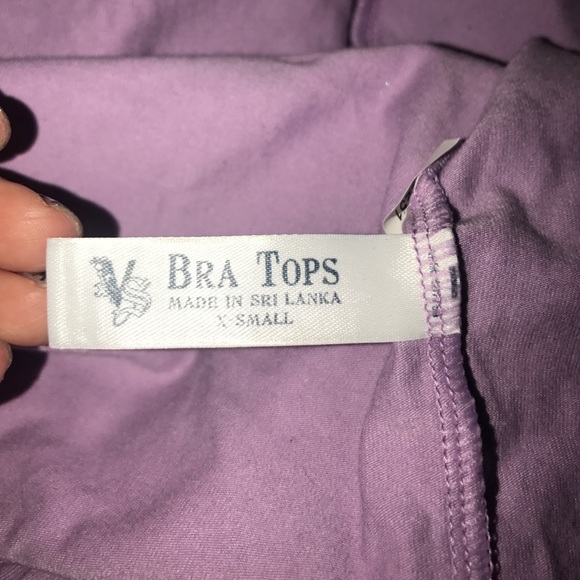 VS
BRA TOPS
MADE IN SRI LANKA
X-SMALL